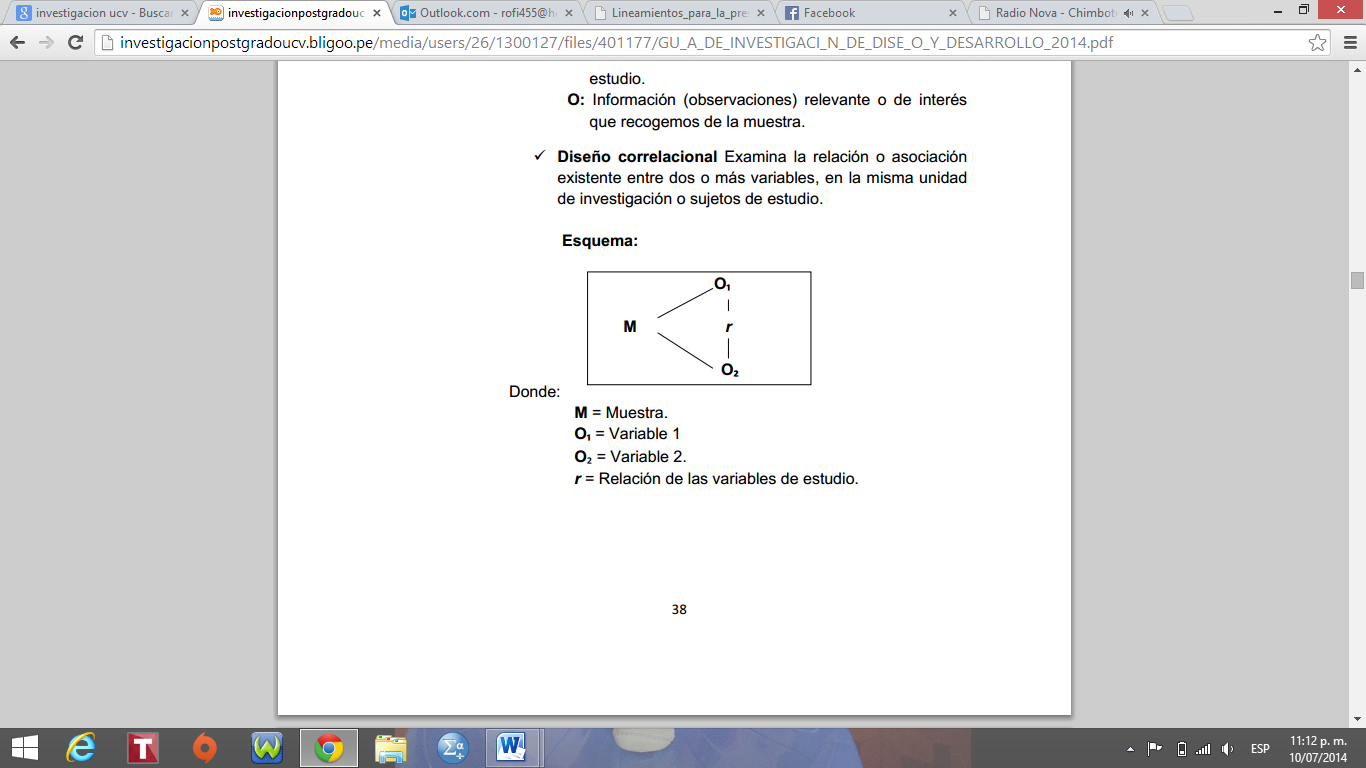 investigacion ucv - Busca
investigacionpostgradouc
Outlook.com - rofi455@h
Lineamientos_para_la_pre
Facebook
Radio Nova - Chimbot
investigacionpostgradoucv.bligoo.pe/media/users/26/1300127/files/401177/GU_A_DE_INVESTIGACI_N_DE_DISE_O_Y_DESARROLLO_2014.pdf
estudio.
O: Información (observaciones) relevante o de interés
que recogemos de la muestra.
✓ Diseño correlacional Examina la relación o asociación
existente entre dos o más variables, en la misma unidad
de investigación o sujetos de estudio.
Esquema:
O₁
M r
O₂
Donde:
M = Muestra.
O₁ = Variable 1
O₂ = Variable 2.
r = Relación de las variables de estudio.
38
ESP
11:12 p. m.
10/07/2014